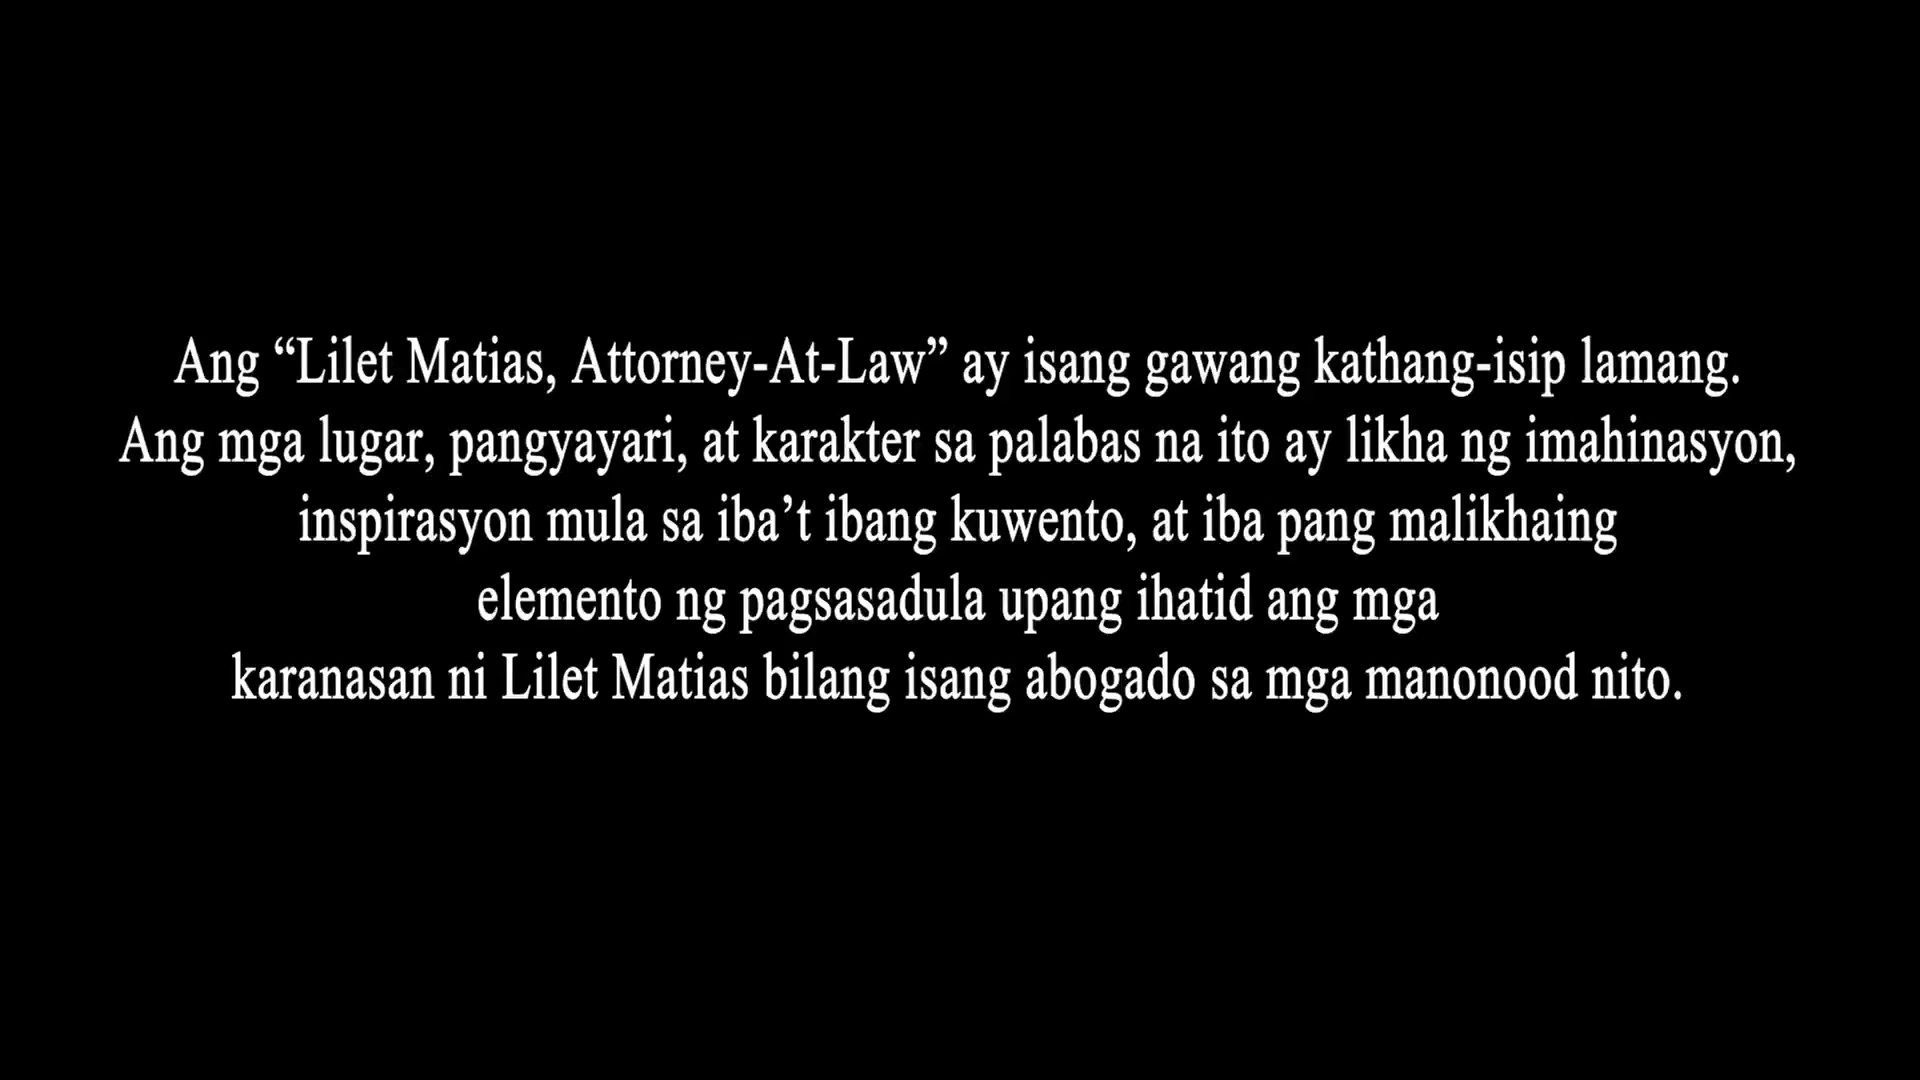 Ang “Lilet Matias, Attorney-At-Law” ay isang gawang kathang-isip lamang.
Ang mga lugar, pangyayari, at karakter sa palabas na ito ay likha ng imahinasyon,
inspirasyon mula sa iba’t ibang kuwento, at iba pang malikhaing
elemento ng pagsasadula upang ihatid ang mga
karanasan ni Lilet Matias bilang isang abogado sa mga manonood nito.